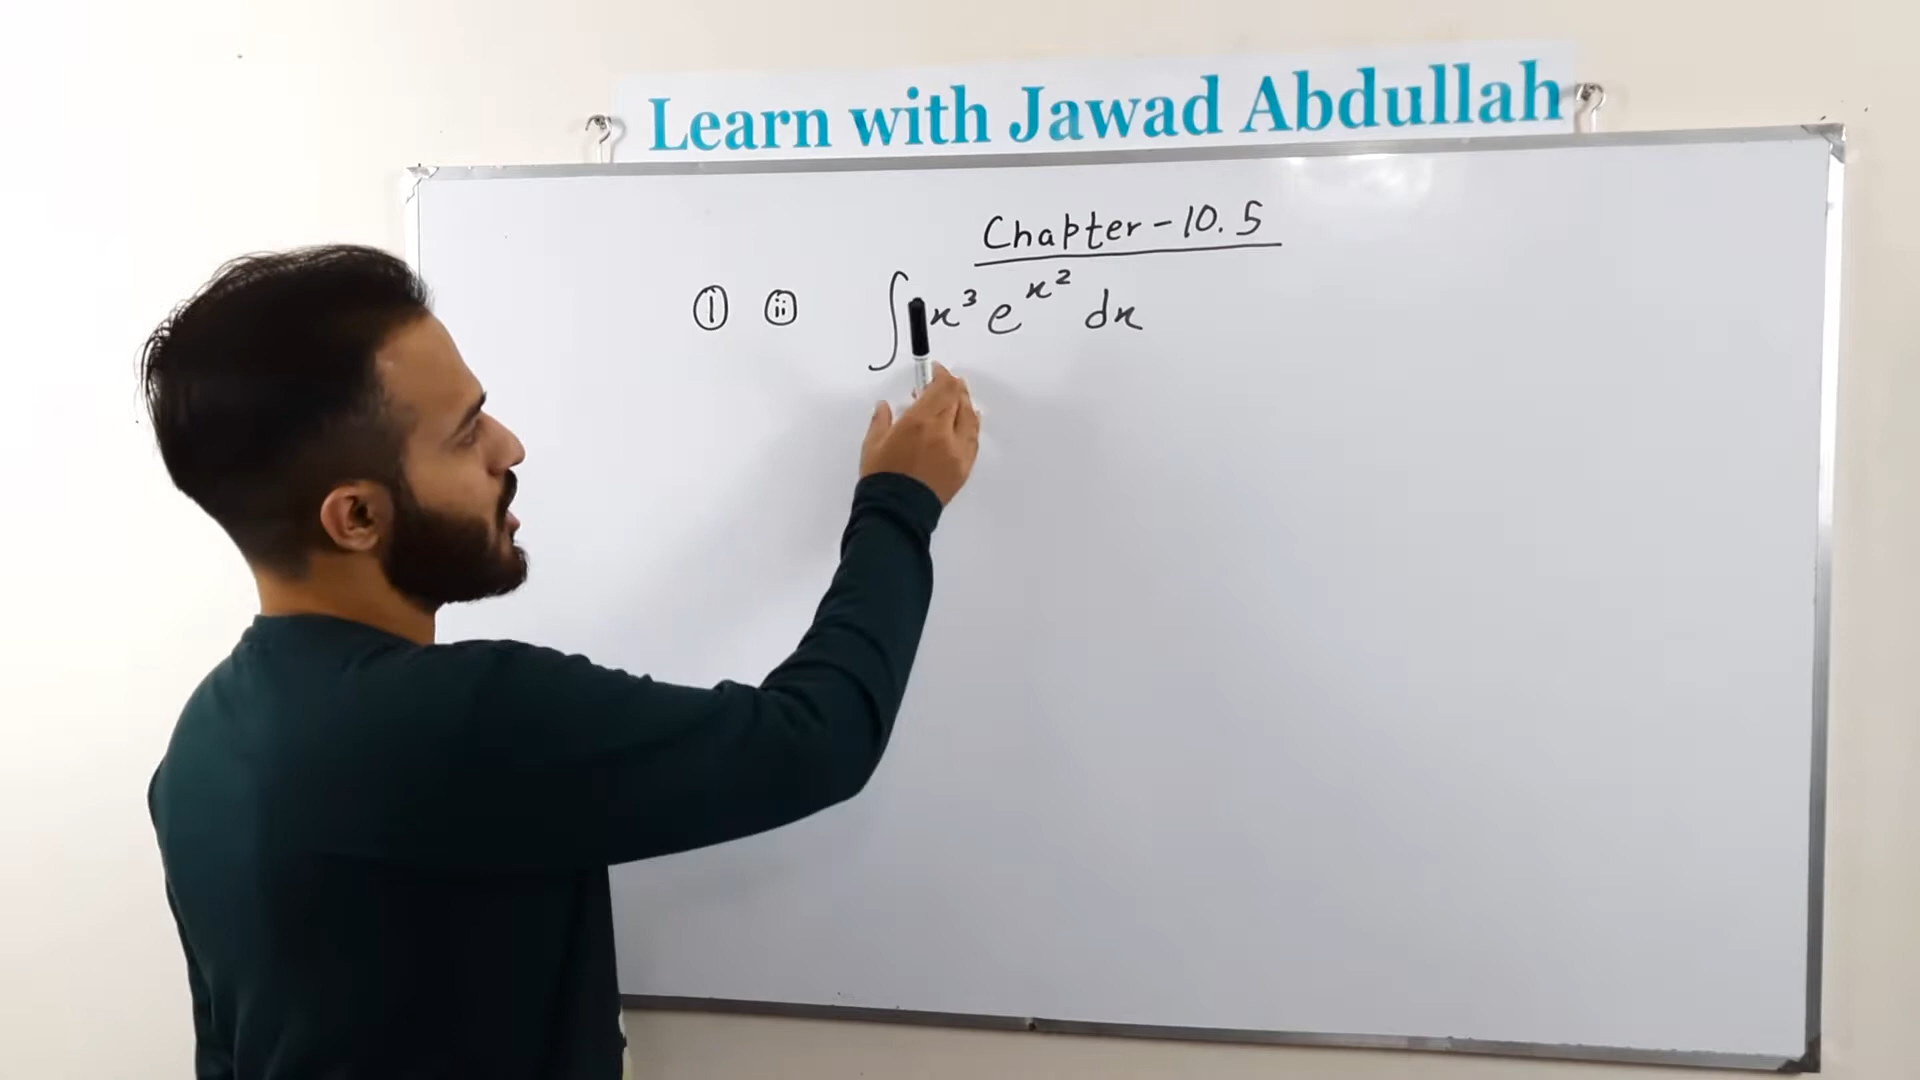 Learn with Jawad Abdullah
Chapter - 10.5
① ⓘⓘ ∫ x³ e^x² dx